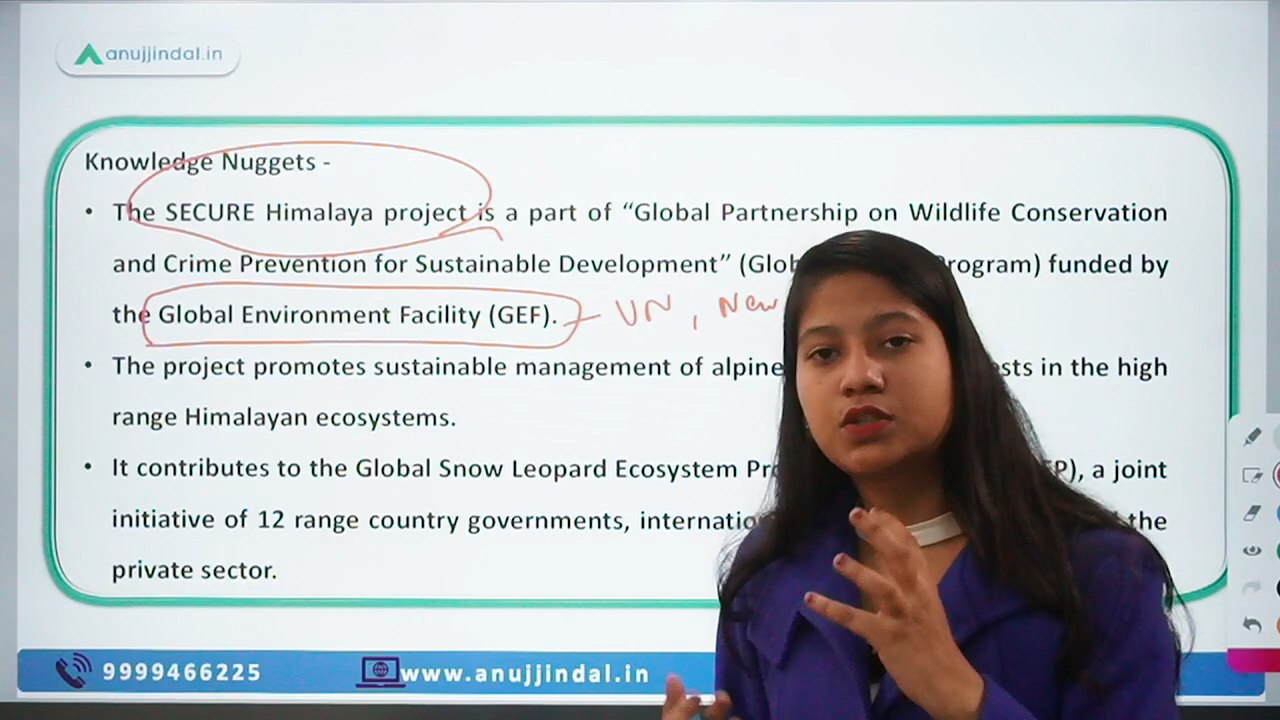 anujjindal.in
Knowledge Nuggets -
• The SECURE Himalaya project is a part of “Global Partnership on Wildlife Conservation
and Crime Prevention for Sustainable Development” (Glob rogram) funded by
the Global Environment Facility (GEF). - UN, New
• The project promotes sustainable management of alpine sts in the high
range Himalayan ecosystems.
• It contributes to the Global Snow Leopard Ecosystem Pro P), a joint
initiative of 12 range country governments, internatio the
private sector.
9999466225 www.anujjindal.in